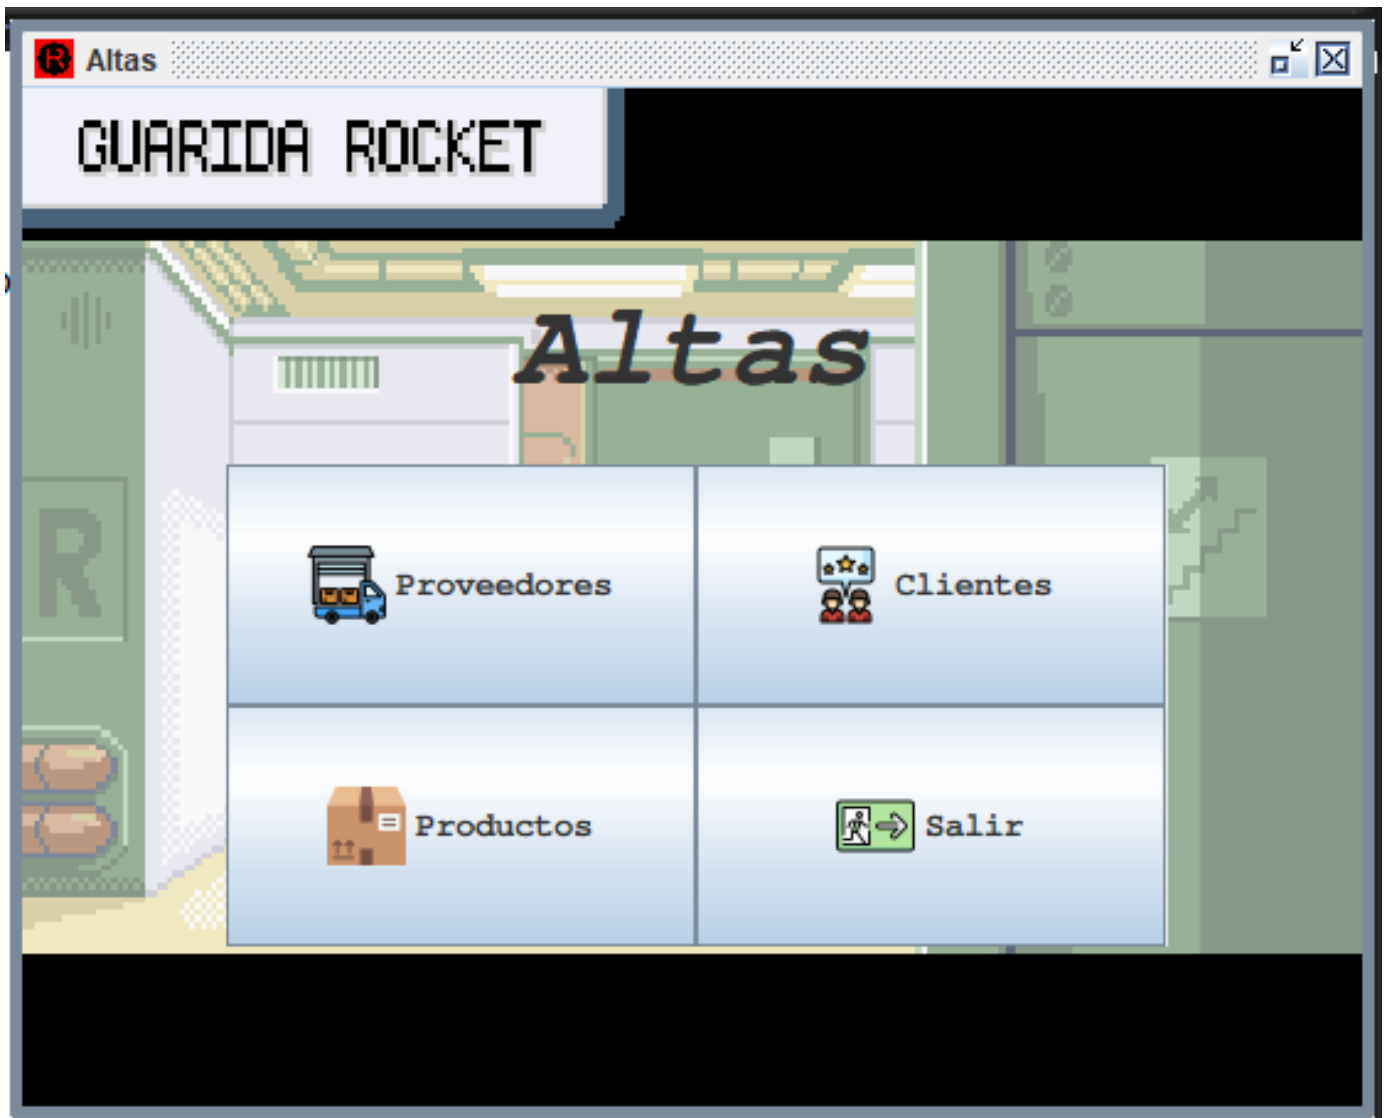 R Altas
GUARIDA ROCKET
Altas
R
Proveedores
Clientes
Productos
Salir